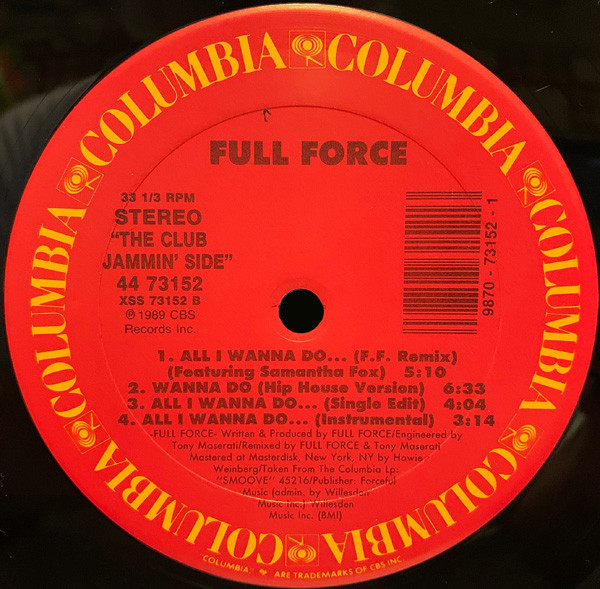 COLUMBIA COLUMBIA COLUMBIA COLUMBIA COLUMBIA COLUMBIA COLUMBIA COLUMBIA
FULL FORCE
33 1/3 RPM
STEREO
"THE CLUB
JAMMIN' SIDE"
44 73152
XSS 73152 B
℗ 1989 CBS
Records Inc.
9870 - 73152 - 1
1. ALL I WANNA DO... (F.F. Remix)
(Featuring Samantha Fox) 5:10
2. WANNA DO (Hip House Version) 6:33
3. ALL I WANNA DO... (Single Edit) 4:04
4. ALL I WANNA DO... (Instrumental) 3:14
-FULL FORCE- Written & Produced by FULL FORCE/Engineered by
Tony Maserati/Remixed by FULL FORCE & Tony Maserati
Mastered at Masterdisk, New York, NY by Howie
Weinberg/Taken From The Columbia Lp:
"SMOOVE" 45216/Publisher: Forceful
Music (admin. by Willesden
Music Inc.) Willesden
Music Inc. (BMI)
"COLUMBIA," ARE TRADEMARKS OF CBS INC